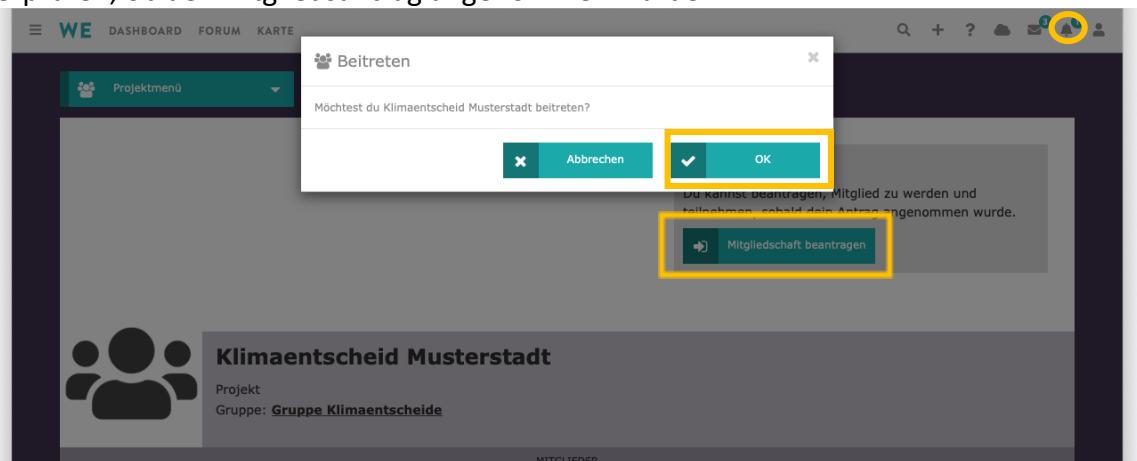 WE DASHBOARD FORUM KARTE
3
Beitreten
Projektmenü
Möchtest du Klimaentscheid Musterstadt beitreten?
Abbrechen
OK
Du kannst beantragen, Mitglied zu werden und
teilnehmen, sobald dein Antrag angenommen wurde.
Mitgliedschaft beantragen
Klimaentscheid Musterstadt
Projekt
Gruppe: Gruppe Klimaentscheide
MITGLIEDER